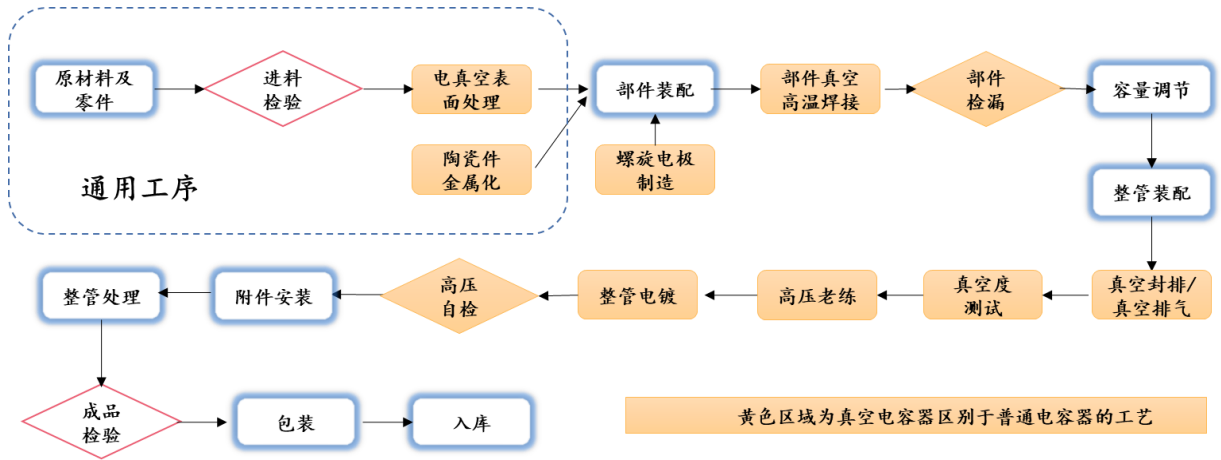 原材料及
零件
进料
检验
电真空表
面处理
陶瓷件
金属化
通用工序
部件装配
螺旋电极
制造
部件真空
高温焊接
部件
检漏
容量调节
整管装配
真空封排/
真空排气
真空度
测试
高压老练
整管电镀
高压
自检
附件安装
整管处理
成品
检验
包装
入库
黄色区域为真空电容器区别于普通电容器的工艺